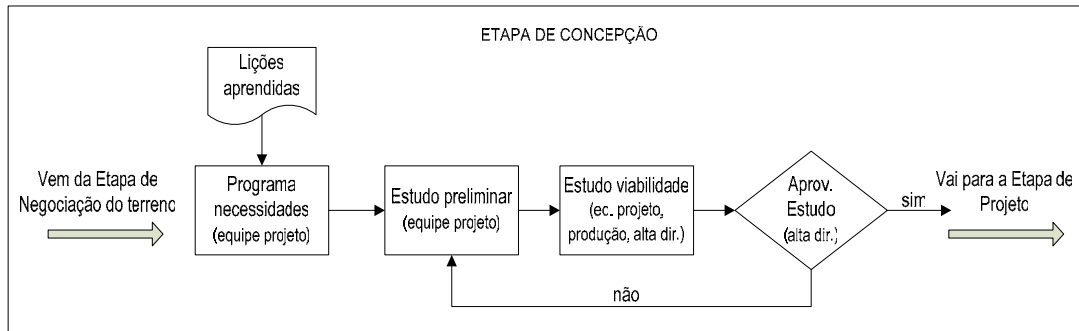 ETAPA DE CONCEPÇÃO
Lições
aprendidas
Vem da Etapa de
Negociação do terreno
Programa
necessidades
(equipe projeto)
Estudo preliminar
(equipe projeto)
Estudo viabilidade
(ec. projeto,
produção, alta dir.)
Aprov.
Estudo
(alta dir.)
sim
Vai para a Etapa de
Projeto
não